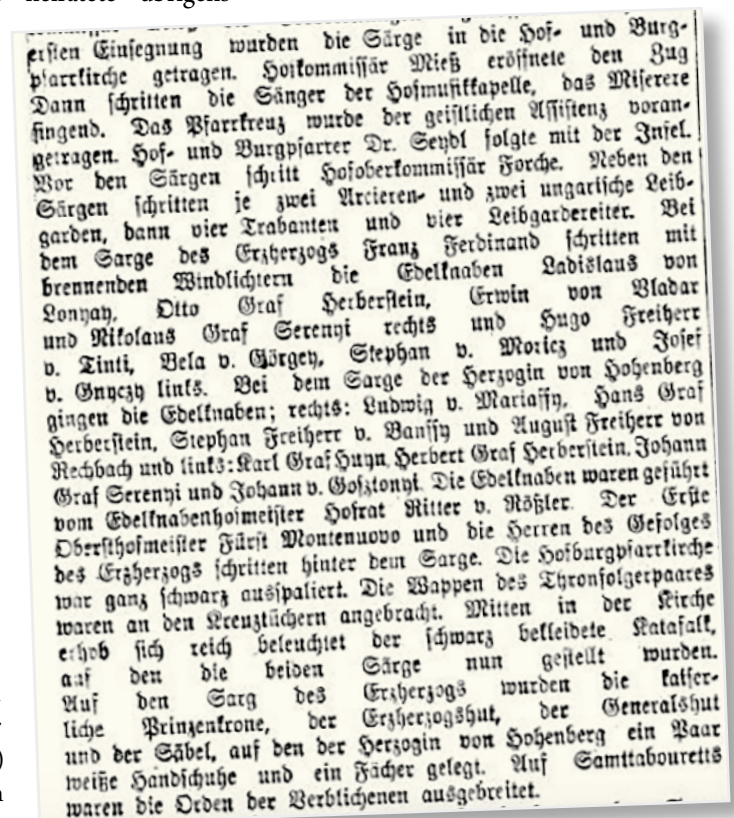 heiratete übrigens
ersten Einsegnung wurden die Särge in die Hof- und Burg-
pfarrkirche getragen. Hofkommissär Mieß eröffnete den Zug
Dann schritten die Sänger der Hofmusikkapelle, das Miserere
singend. Das Pfarrkreuz wurde der geistlichen Assistenz voran-
getragen. Hof- und Burgpfarrer Dr. Seydl folgte mit der Insel.
Vor den Särgen schritt Hofoberkommissär Forche. Neben den
Särgen schritten je zwei Arcieren- und zwei ungarische Leib-
garden, dann vier Trabanten und vier Leibgardereiter. Bei
dem Sarge des Erzherzogs Franz Ferdinand schritten mit
brennenden Windlichtern die Edelknaben Ladislaus von
Lonyay, Otto Graf Herberstein, Erwin von Vladar
und Nikolaus Graf Serenyi rechts und Hugo Freiherr
v. Tinti, Bela v. Görgey, Stephan v. Moricz und Josef
v. Gnyczy links. Bei dem Sarge der Herzogin von Hohenberg
gingen die Edelknaben; rechts: Ludwig v. Mariassy, Hans Graf
Herberstein, Stephan Freiherr v. Banffy und August Freiherr von
Rechbach und links: Karl Graf Huyn, Herbert Graf Herberstein, Johann
Graf Serenyi und Johann v. Gosztonyi. Die Edelknaben waren geführt
vom Edelknabenhofmeister Hofrat Ritter v. Rößler. Der Erste
Obersthofmeister Fürst Montenuovo und die Herren des Gefolges
des Erzherzogs schritten hinter dem Sarge. Die Hofburgpfarrkirche
war ganz schwarz ausspaliert. Die Wappen des Thronfolgerpaares
waren an den Kreuztüchern angebracht. Mitten in der Kirche
erhob sich reich beleuchtet der schwarz bekleidete Katafalk,
auf den die beiden Särge nun gestellt wurden.
Auf den Sarg des Erzherzogs wurden die kaiser-
liche Prinzenkrone, der Erzherzogshut, der Generalshut
und der Säbel, auf den der Herzogin von Hohenberg ein Paar
weiße Handschuhe und ein Fächer gelegt. Auf Samttabouretts
waren die Orden der Verblichenen ausgebreitet.